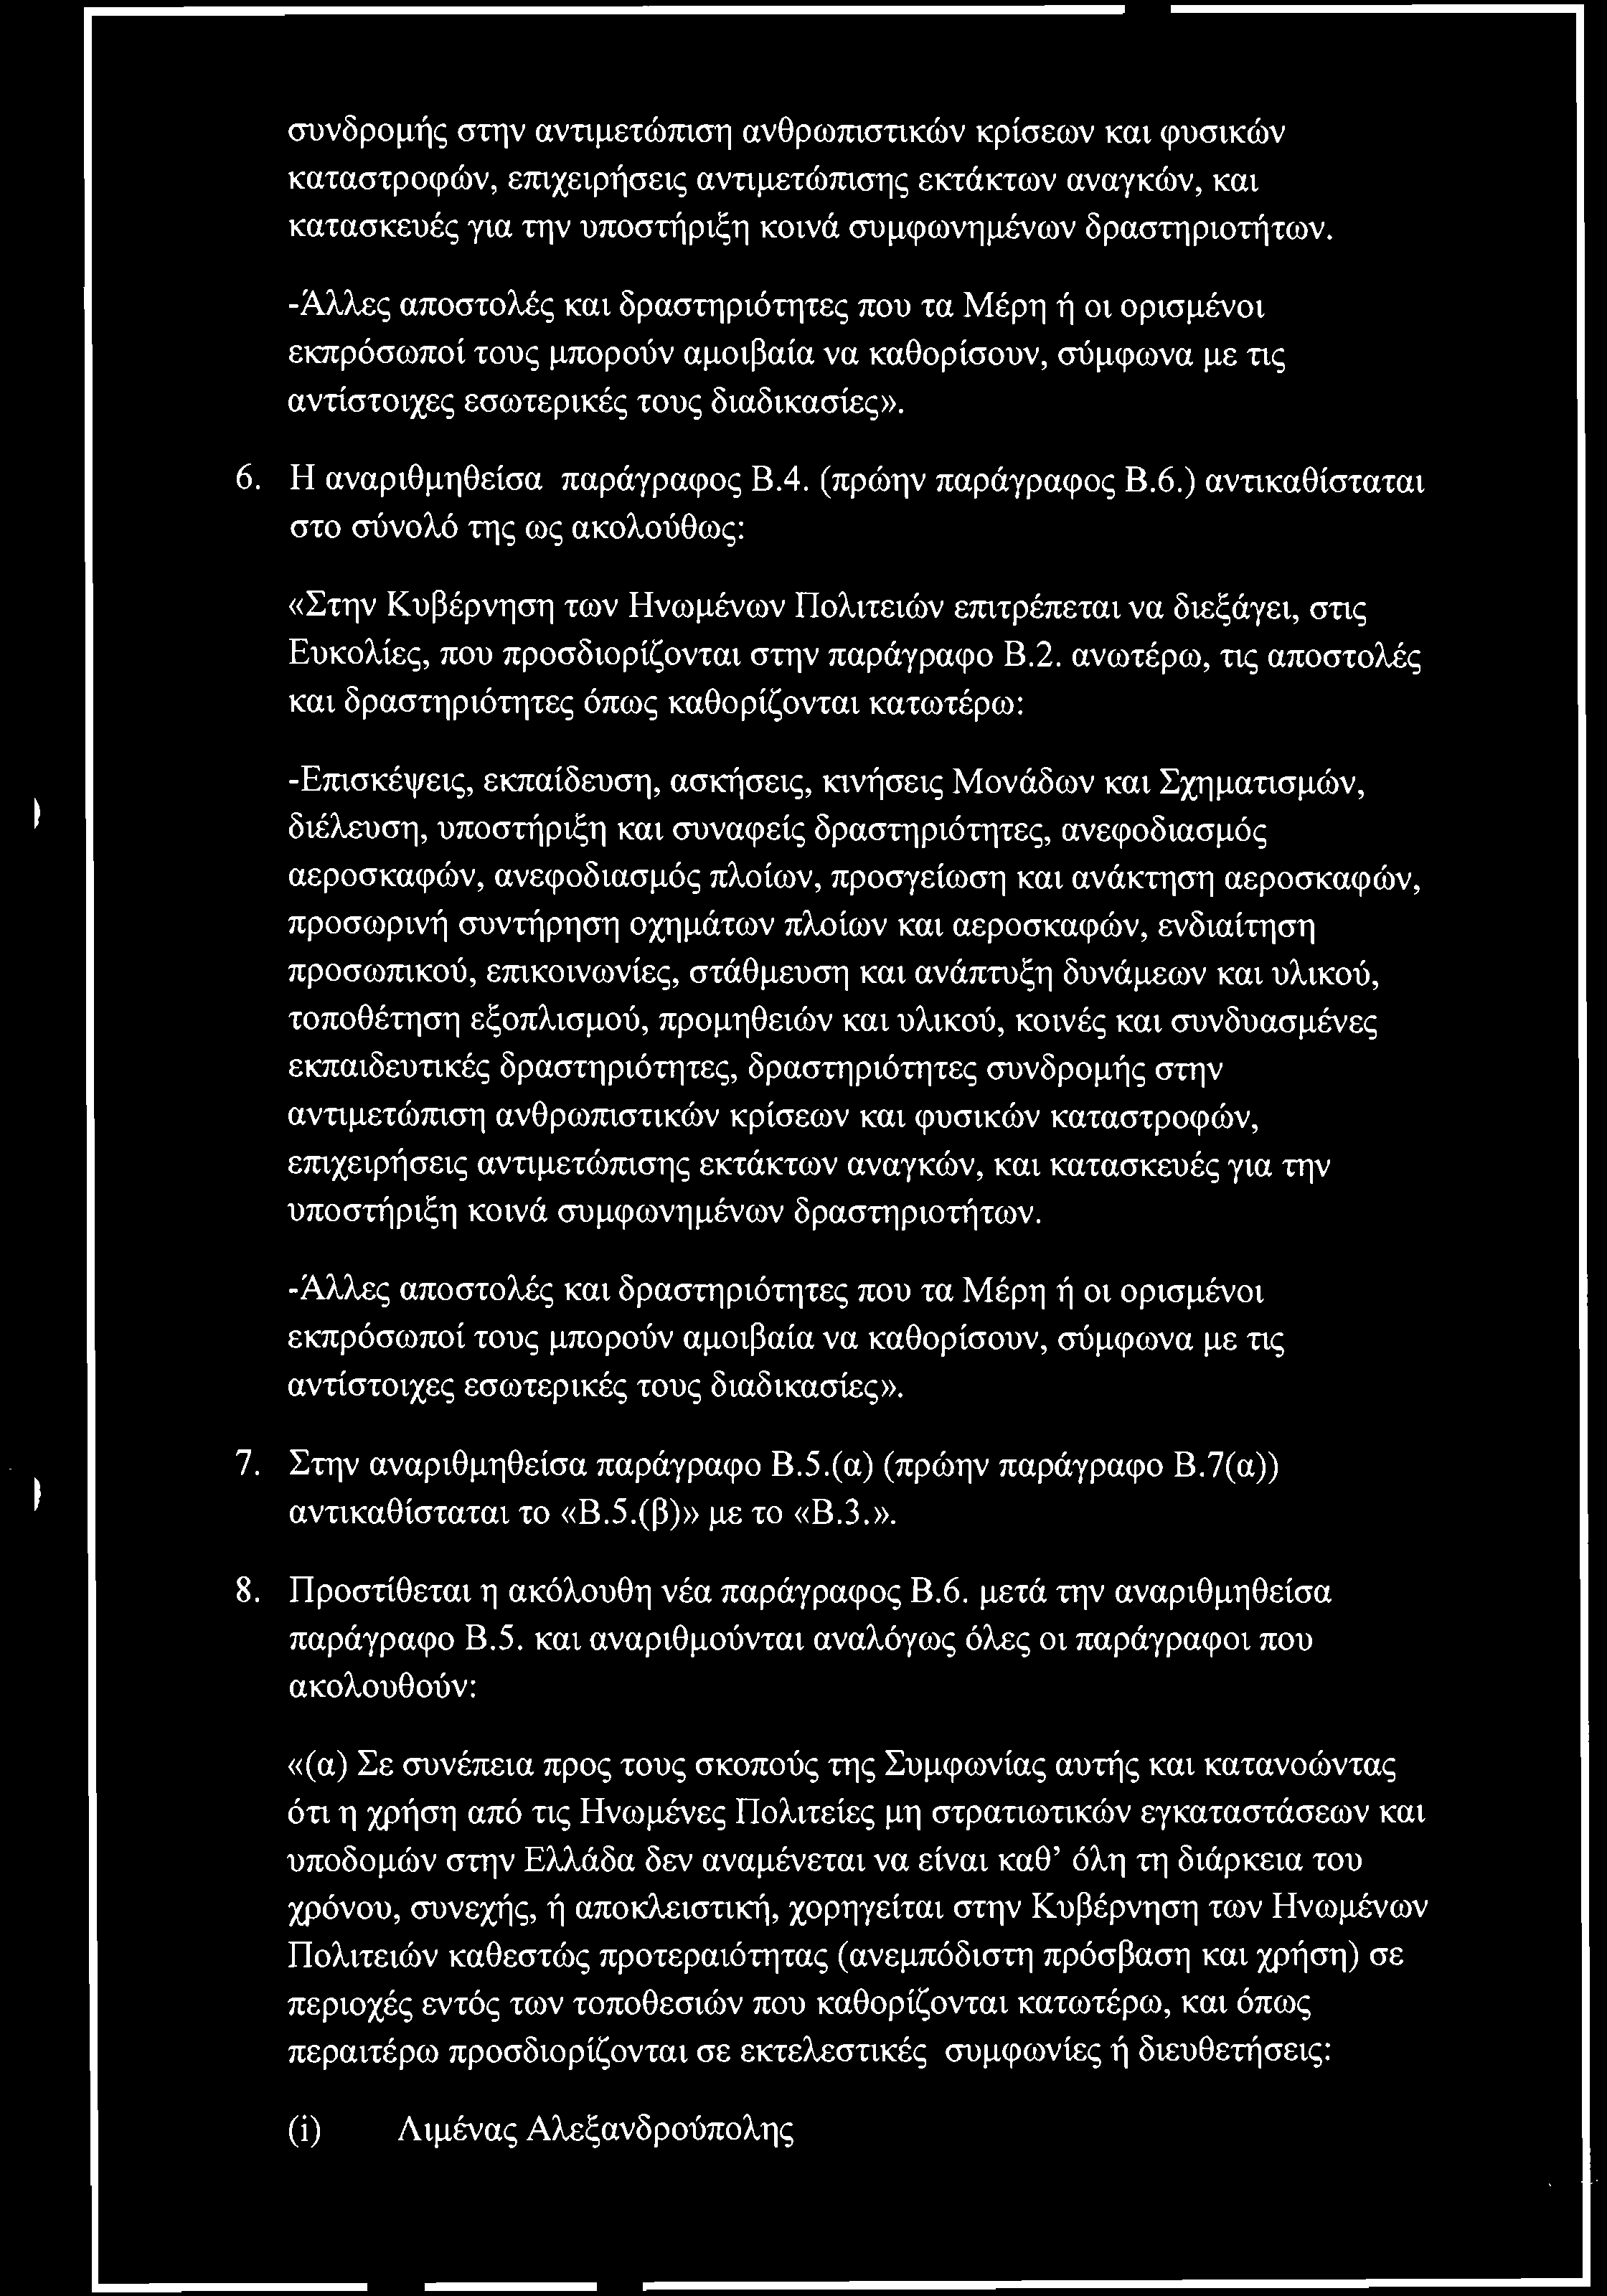 συνδρομής στην αντιμετώπιση ανθρωπιστικών κρίσεων και φυσικών
καταστροφών, επιχειρήσεις αντιμετώπισης εκτάκτων αναγκών, και
κατασκευές για την υποστήριξη κοινά συμφωνημένων δραστηριοτήτων.
-Άλλες αποστολές και δραστηριότητες που τα Μέρη ή οι ορισμένοι
εκπρόσωποί τους μπορούν αμοιβαία να καθορίσουν, σύμφωνα με τις
αντίστοιχες εσωτερικές τους διαδικασίες».
6. Η αναριθμηθείσα παράγραφος Β.4. (πρώην παράγραφος Β.6.) αντικαθίσταται
στο σύνολό της ως ακολούθως:
«Στην Κυβέρνηση των Ηνωμένων Πολιτειών επιτρέπεται να διεξάγει, στις
Ευκολίες, που προσδιορίζονται στην παράγραφο Β.2. ανωτέρω, τις αποστολές
και δραστηριότητες όπως καθορίζονται κατωτέρω:
-Επισκέψεις, εκπαίδευση, ασκήσεις, κινήσεις Μονάδων και Σχηματισμών,
διέλευση, υποστήριξη και συναφείς δραστηριότητες, ανεφοδιασμός
αεροσκαφών, ανεφοδιασμός πλοίων, προσγείωση και ανάκτηση αεροσκαφών,
προσωρινή συντήρηση οχημάτων πλοίων και αεροσκαφών, ενδιαίτηση
προσωπικού, επικοινωνίες, στάθμευση και ανάπτυξη δυνάμεων και υλικού,
τοποθέτηση εξοπλισμού, προμηθειών και υλικού, κοινές και συνδυασμένες
εκπαιδευτικές δραστηριότητες, δραστηριότητες συνδρομής στην
αντιμετώπιση ανθρωπιστικών κρίσεων και φυσικών καταστροφών,
επιχειρήσεις αντιμετώπισης εκτάκτων αναγκών, και κατασκευές για την
υποστήριξη κοινά συμφωνημένων δραστηριοτήτων.
-Άλλες αποστολές και δραστηριότητες που τα Μέρη ή οι ορισμένοι
εκπρόσωποί τους μπορούν αμοιβαία να καθορίσουν, σύμφωνα με τις
αντίστοιχες εσωτερικές τους διαδικασίες».
7. Στην αναριθμηθείσα παράγραφο Β.5.(α) (πρώην παράγραφο Β.7(α))
αντικαθίσταται το «Β.5.(β)» με το «Β.3.».
8. Προστίθεται η ακόλουθη νέα παράγραφος Β.6. μετά την αναριθμηθείσα
παράγραφο Β.5. και αναριθμούνται αναλόγως όλες οι παράγραφοι που
ακολουθούν:
«(α) Σε συνέπεια προς τους σκοπούς της Συμφωνίας αυτής και κατανοώντας
ότι η χρήση από τις Ηνωμένες Πολιτείες μη στρατιωτικών εγκαταστάσεων και
υποδομών στην Ελλάδα δεν αναμένεται να είναι καθ’ όλη τη διάρκεια του
χρόνου, συνεχής, ή αποκλειστική, χορηγείται στην Κυβέρνηση των Ηνωμένων
Πολιτειών καθεστώς προτεραιότητας (ανεμπόδιστη πρόσβαση και χρήση) σε
περιοχές εντός των τοποθεσιών που καθορίζονται κατωτέρω, και όπως
περαιτέρω προσδιορίζονται σε εκτελεστικές συμφωνίες ή διευθετήσεις:
(i) Λιμένας Αλεξανδρούπολης